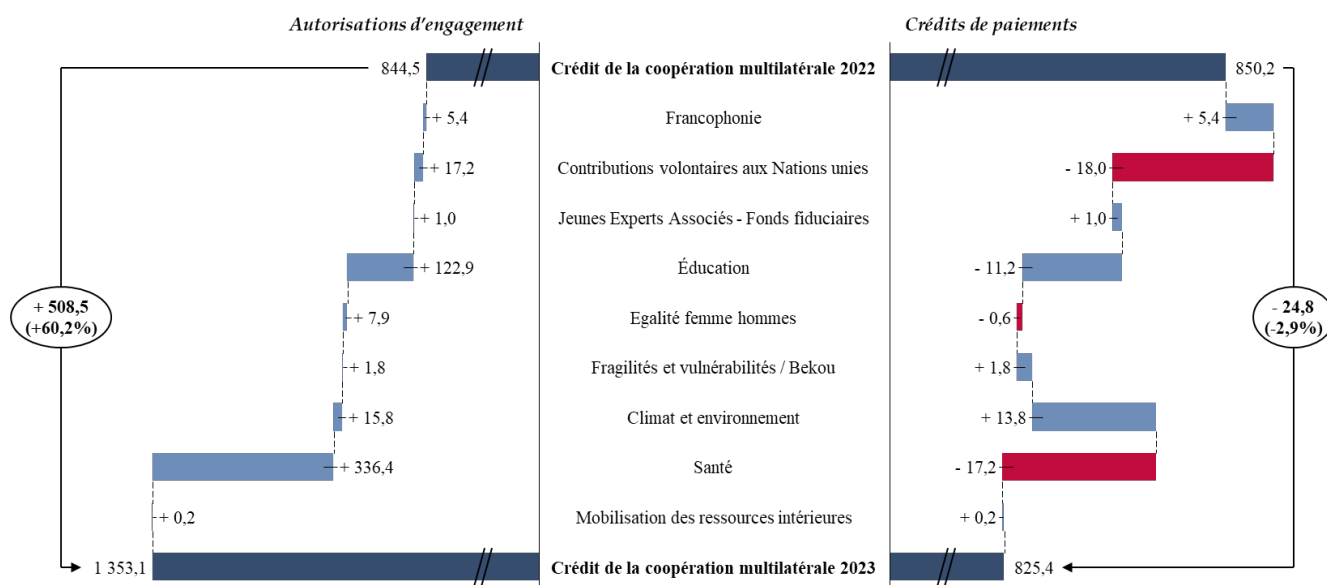 Autorisations d'engagement Crédits de paiements
844,5 Crédit de la coopération multilatérale 2022 850,2
+ 5,4 Francophonie + 5,4
+ 17,2 Contributions volontaires aux Nations unies - 18,0
+ 1,0 Jeunes Experts Associés - Fonds fiduciaires + 1,0
+ 122,9 Éducation - 11,2
+ 508,5
(+60,2%)
+ 7,9 Egalité femme hommes - 0,6
- 24,8
(-2,9%)
+ 1,8 Fragilités et vulnérabilités / Bekou + 1,8
+ 15,8 Climat et environnement + 13,8
+ 336,4 Santé - 17,2
+ 0,2 Mobilisation des ressources intérieures + 0,2
1 353,1 Crédit de la coopération multilatérale 2023 825,4